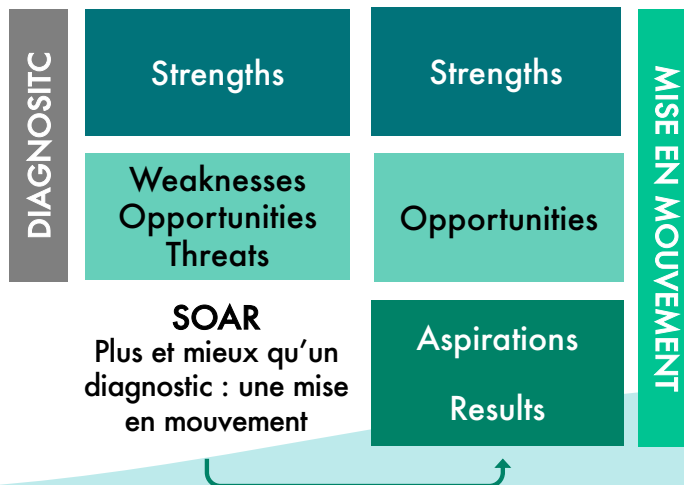 DIAGNOSITC
Strengths
Weaknesses
Opportunities
Threats
SOAR
Plus et mieux qu’un
diagnostic : une mise
en mouvement
Strengths
Opportunities
Aspirations
Results
MISE EN MOUVEMENT